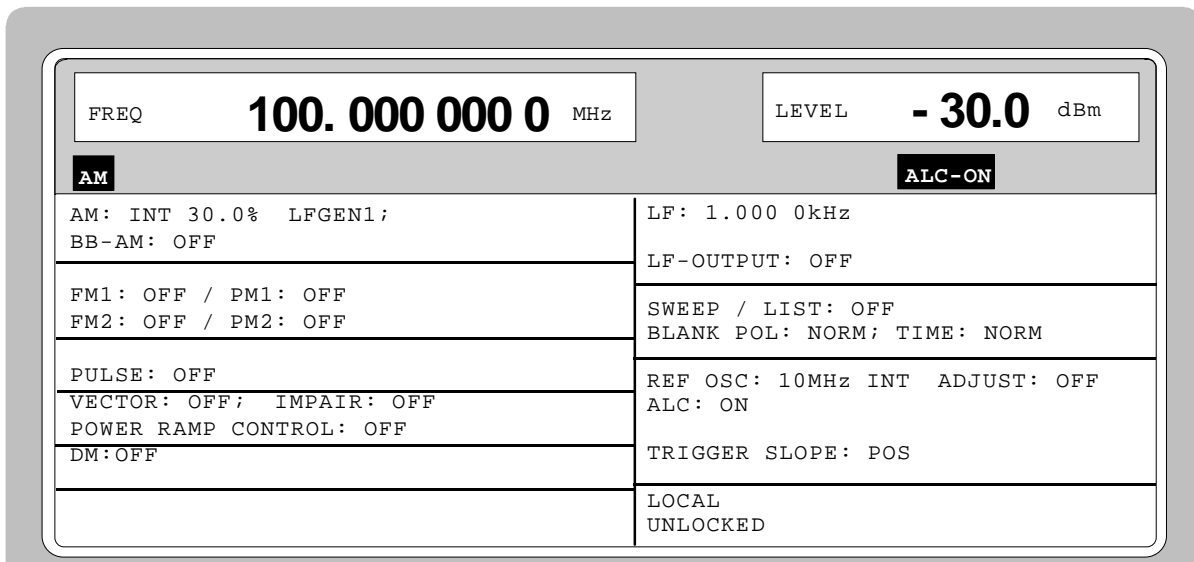 FREQ 100. 000 000 0 MHz
LEVEL - 30.0 dBm
AM
ALC-ON
AM: INT 30.0% LFGEN1;
BB-AM: OFF
FM1: OFF / PM1: OFF
FM2: OFF / PM2: OFF
PULSE: OFF
VECTOR: OFF; IMPAIR: OFF
POWER RAMP CONTROL: OFF
DM:OFF
LF: 1.000 0kHz
LF-OUTPUT: OFF
SWEEP / LIST: OFF
BLANK POL: NORM; TIME: NORM
REF OSC: 10MHz INT ADJUST: OFF
ALC: ON
TRIGGER SLOPE: POS
LOCAL
UNLOCKED